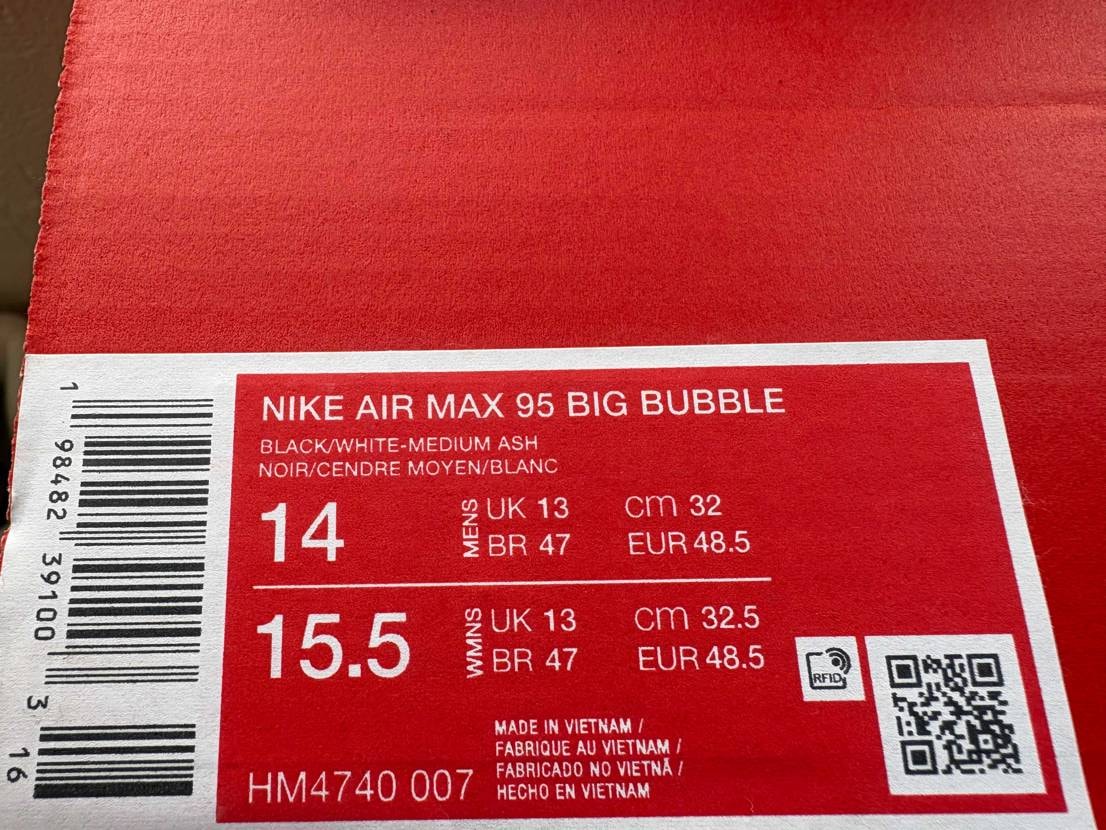 NIKE AIR MAX 95 BIG BUBBLE
BLACK/WHITE-MEDIUM ASH
NOIR/CENDRE MOYEN/BLANC
14 MENS UK 13 cm 32
BR 47 EUR 48.5
15.5 WMNS UK 13 cm 32.5
BR 47 EUR 48.5
RFID
MADE IN VIETNAM /
FABRIQUE AU VIETNAM /
FABRICADO NO VIETNÃ /
HECHO EN VIETNAM
HM4740 007
1 98482 39100 3 16